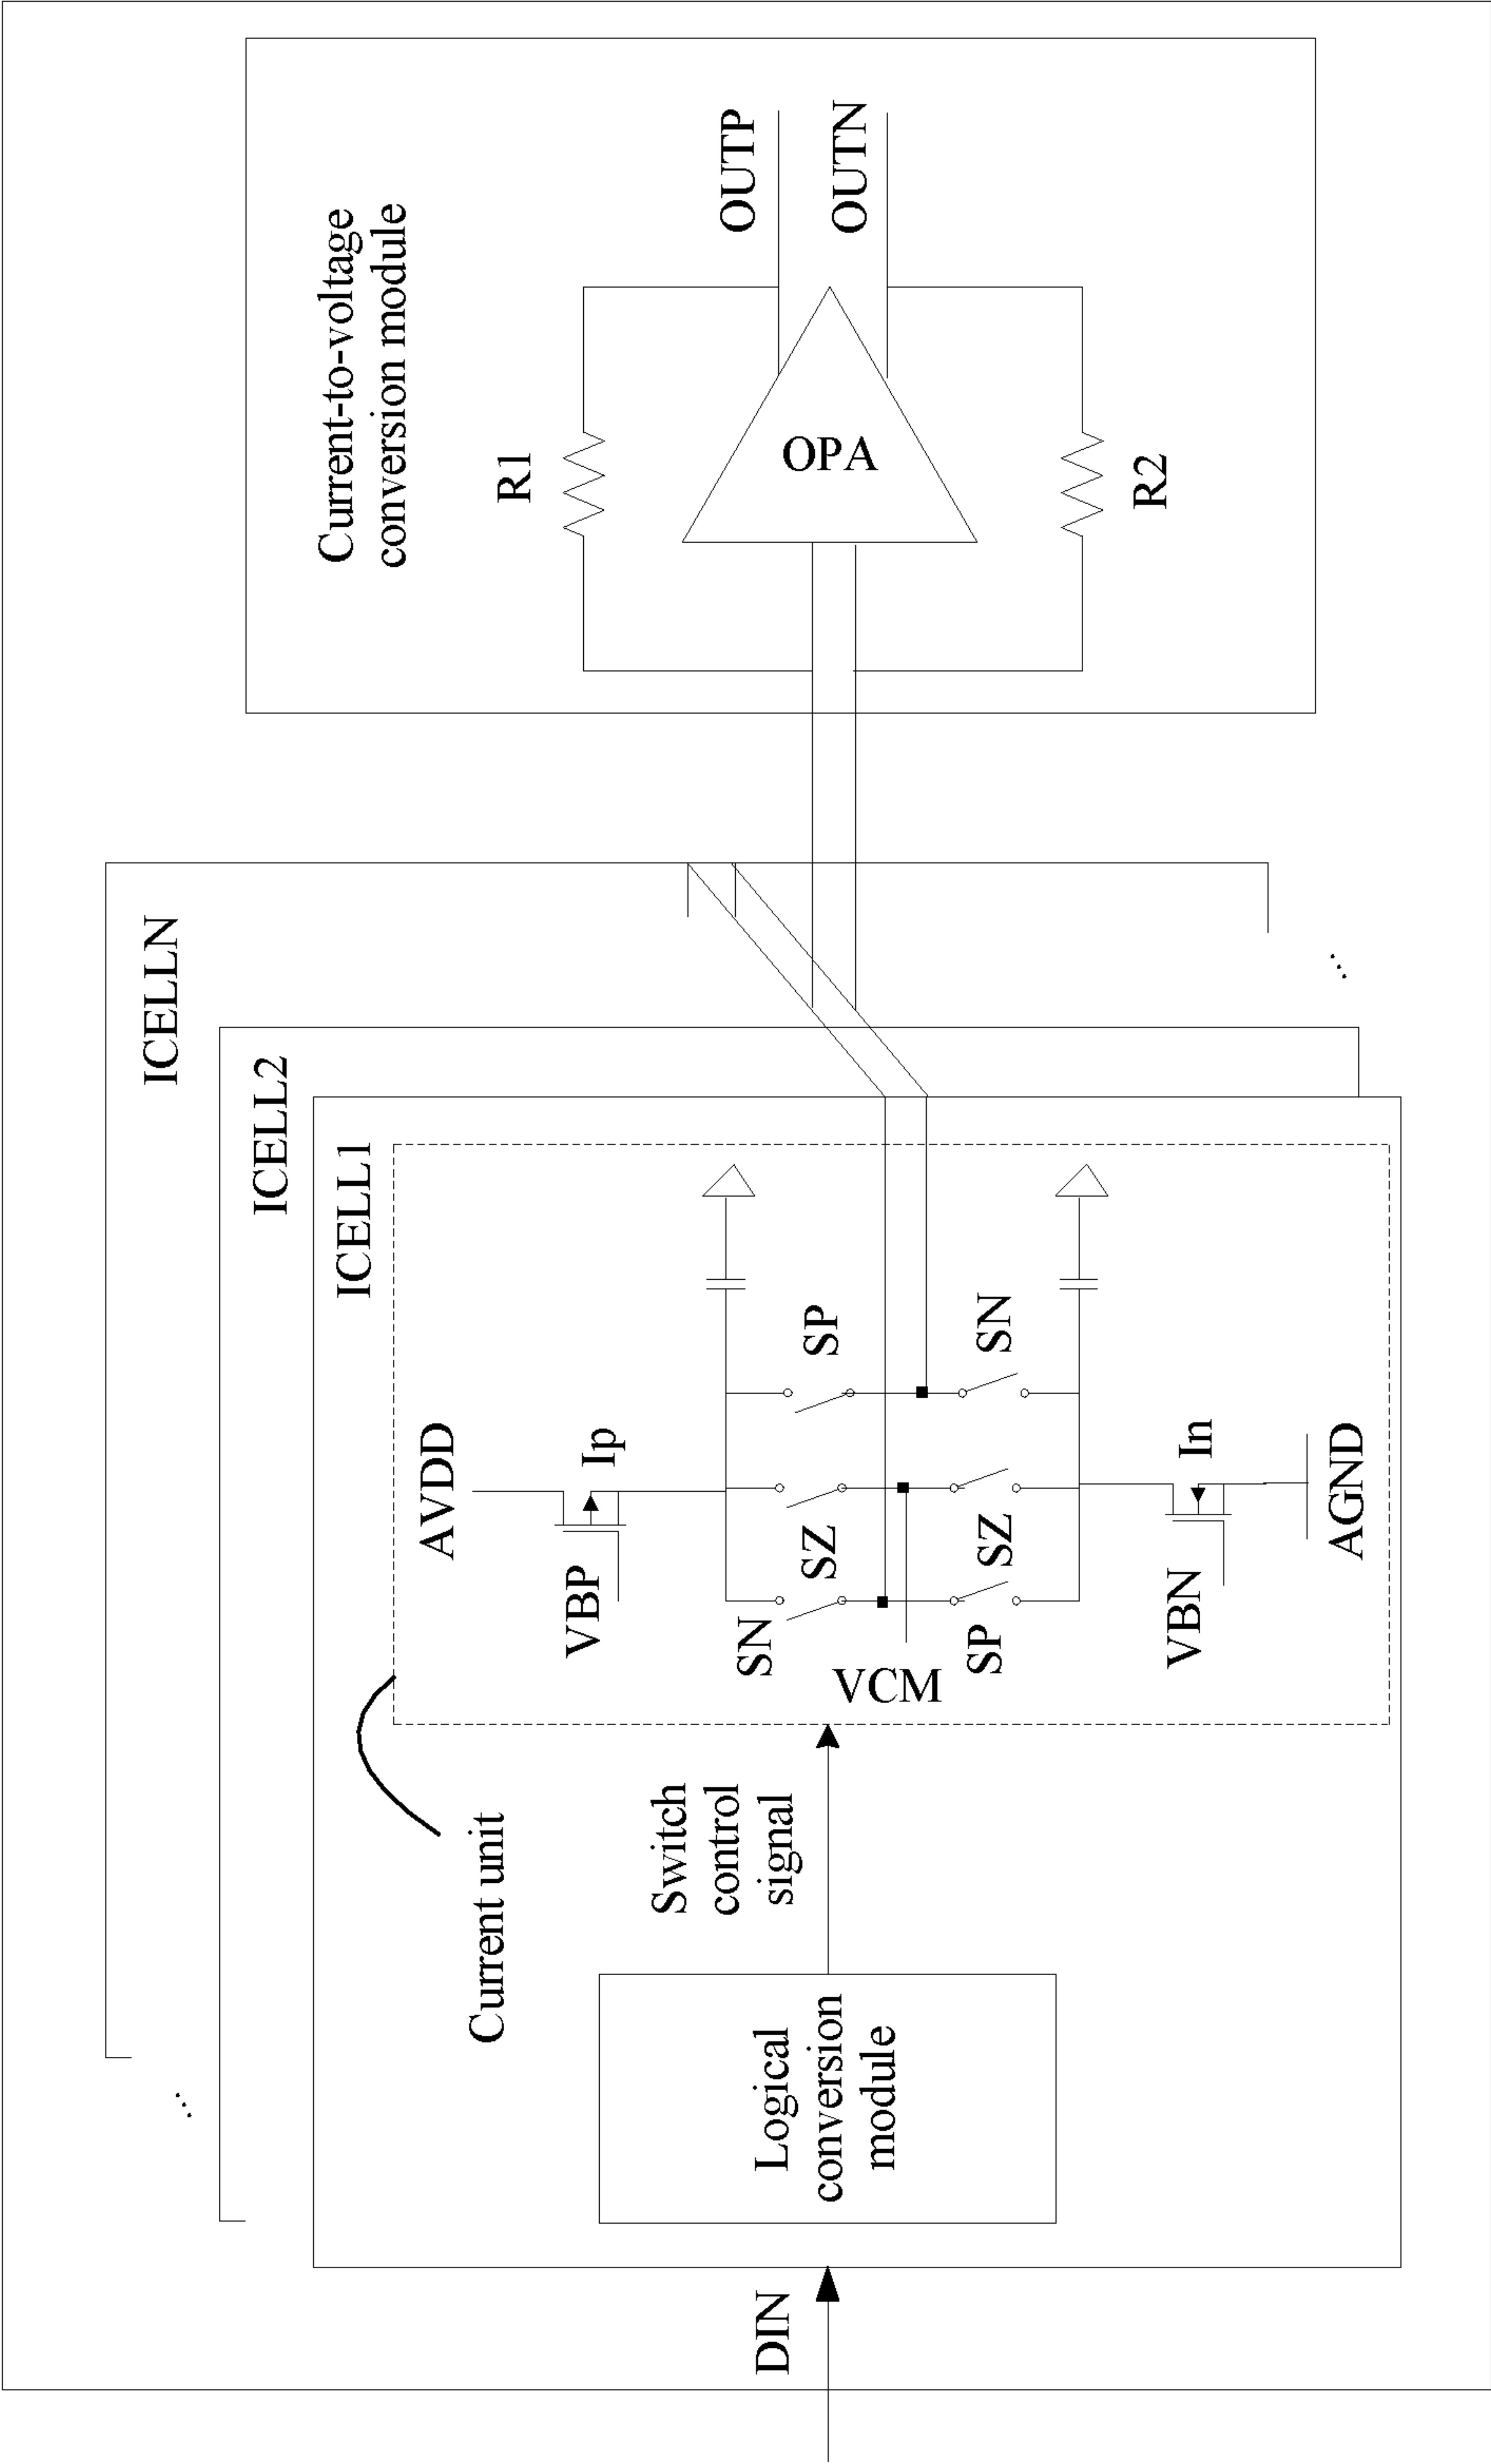 DIN
Logical
conversion
module
Switch
control
signal
Current unit
ICELL1
ICELL2
ICELLN
...
...
AVDD
VBP
Ip
SN
SZ
SP
VCM
SP
SZ
SN
VBN
In
AGND
Current-to-voltage
conversion module
R1
OPA
R2
OUTP
OUTN